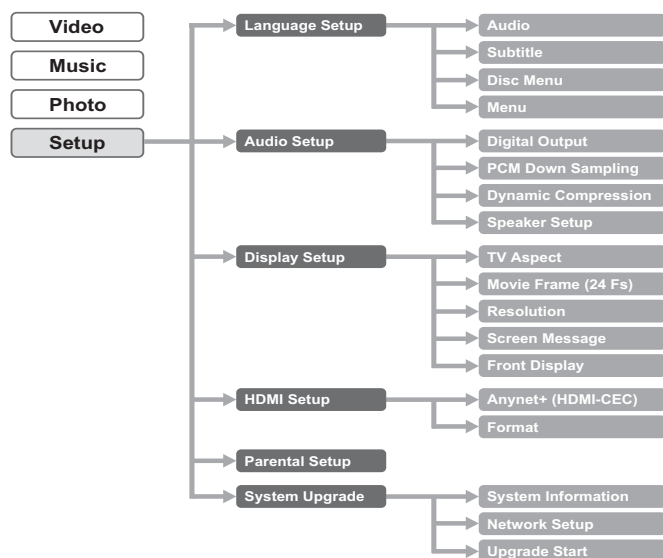 Video
Music
Photo
Setup
Language Setup
Audio
Subtitle
Disc Menu
Menu
Audio Setup
Digital Output
PCM Down Sampling
Dynamic Compression
Speaker Setup
Display Setup
TV Aspect
Movie Frame (24 Fs)
Resolution
Screen Message
Front Display
HDMI Setup
Anynet+ (HDMI-CEC)
Format
Parental Setup
System Upgrade
System Information
Network Setup
Upgrade Start